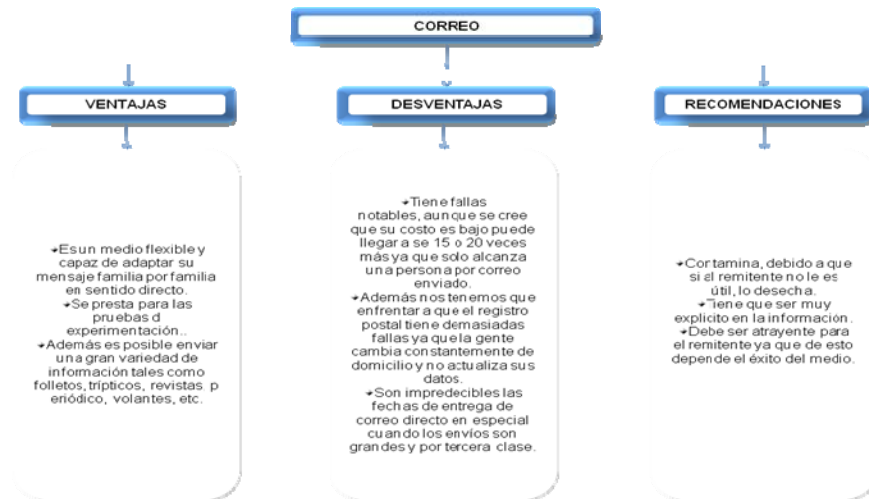 CORREO
VENTAJAS
DESVENTAJAS
RECOMENDACIONES
Es un medio flexible y
capaz de adaptar su
mensaje familia por familia
en sentido directo.
Se presta para las
pruebas d
experimentación..
Además es posible enviar
una gran variedad de
información tales como
folletos, trípticos, revistas, p
eriódico, volantes, etc.
Tiene fallas
notables, aunque se cree
que su costo es bajo puede
llegar a se 15 o 20 veces
más ya que solo alcanza
una persona por correo
enviado.
Además nos tenemos que
enfrentar a que el registro
postal tiene demasiadas
fallas ya que la gente
cambia constantemente de
domicilio y no actualiza sus
datos.
Son impredecibles las
fechas de entrega de
correo directo en especial
cuando los envíos son
grandes y por tercera clase.
Contamina, debido a que
si al remitente no le es
útil, lo desecha.
Tiene que ser muy
explicito en la información.
Debe ser atrayente para
el remitente ya que de esto
depende el éxito del medio.